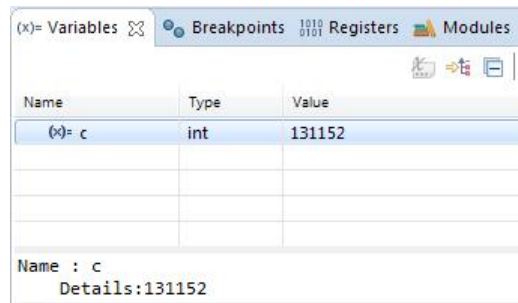 (x)= Variables Breakpoints 1010 0101 Registers Modules
Name Type Value
(x)= c int 131152
Name : c
Details:131152